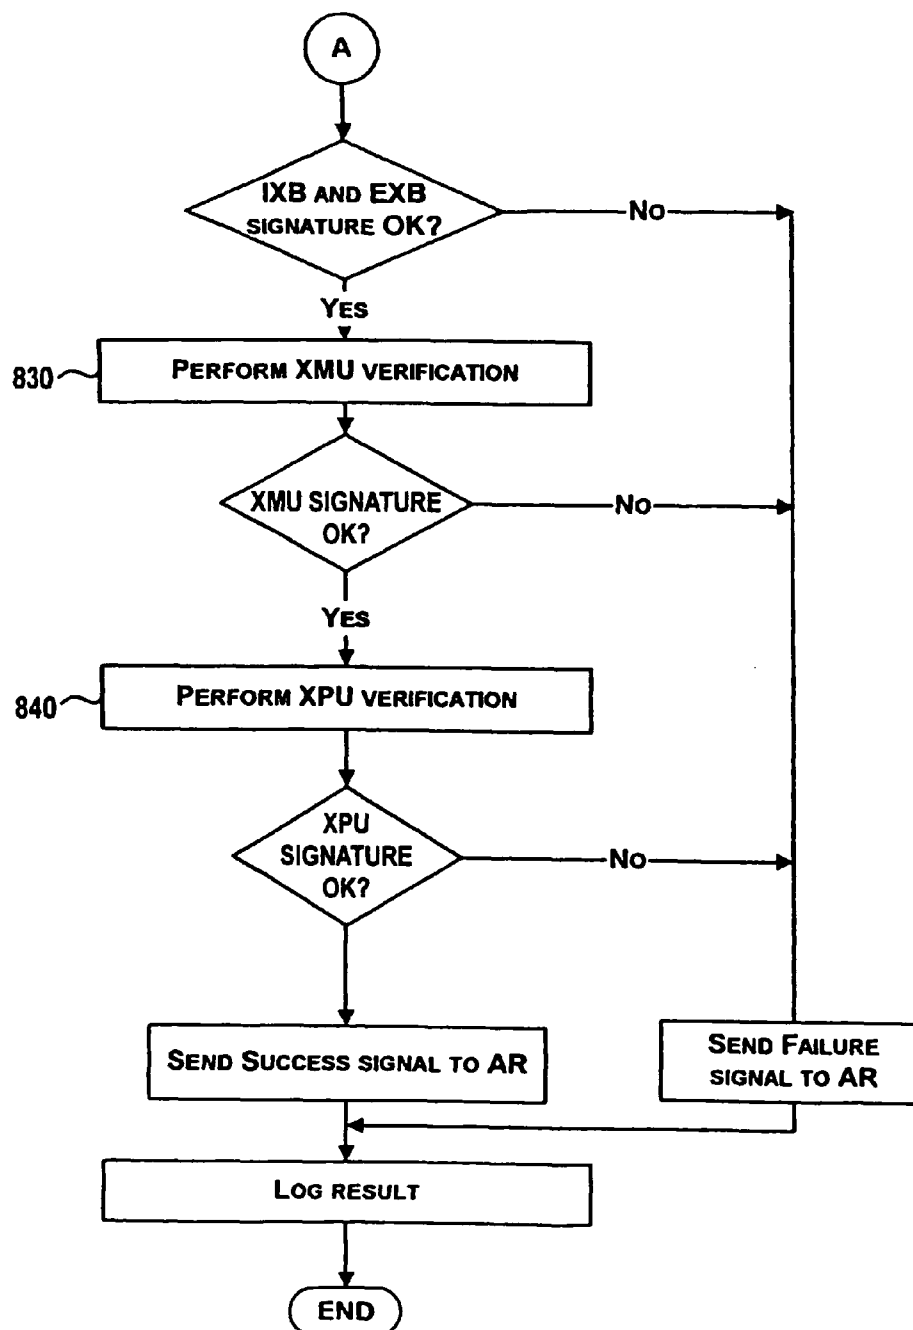 A
IXB AND EXB
SIGNATURE OK?
NO
YES
830
PERFORM XMU VERIFICATION
XMU SIGNATURE
OK?
NO
YES
840
PERFORM XPU VERIFICATION
XPU
SIGNATURE
OK?
NO
SEND SUCCESS SIGNAL TO AR
SEND FAILURE
SIGNAL TO AR
LOG RESULT
END